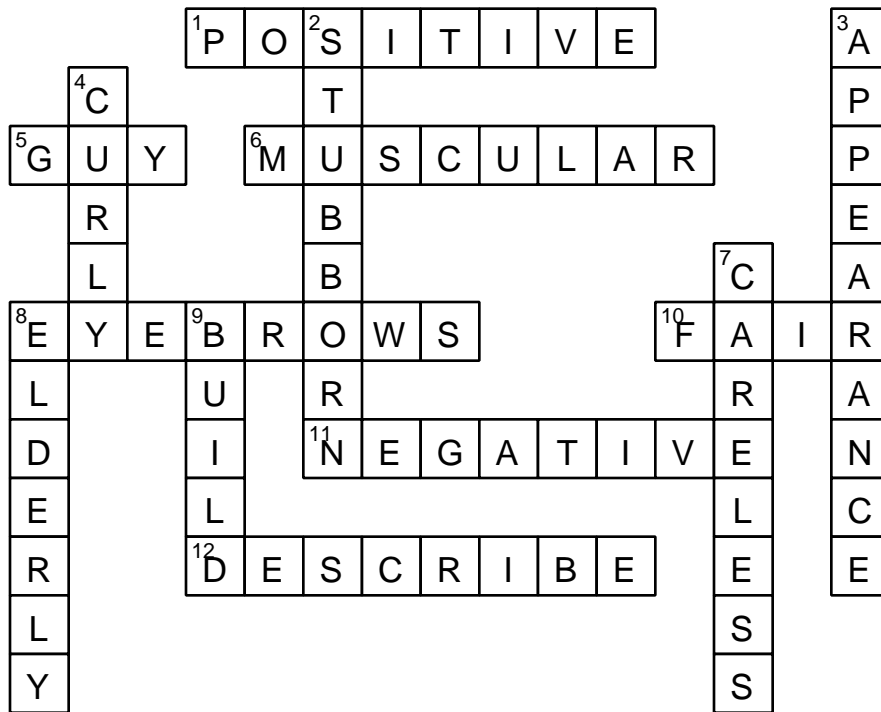 1 P O 2 S I T I V E 3 A
4 C T P
5 G U Y 6 M U S C U L A R P
R B E
L B 7 C A
8 E Y E 9 B R O W S 10 F A I R
L U R R A
D I 11 N E G A T I V E N
E L L C
R 12 D E S C R I B E E E
L S
Y S